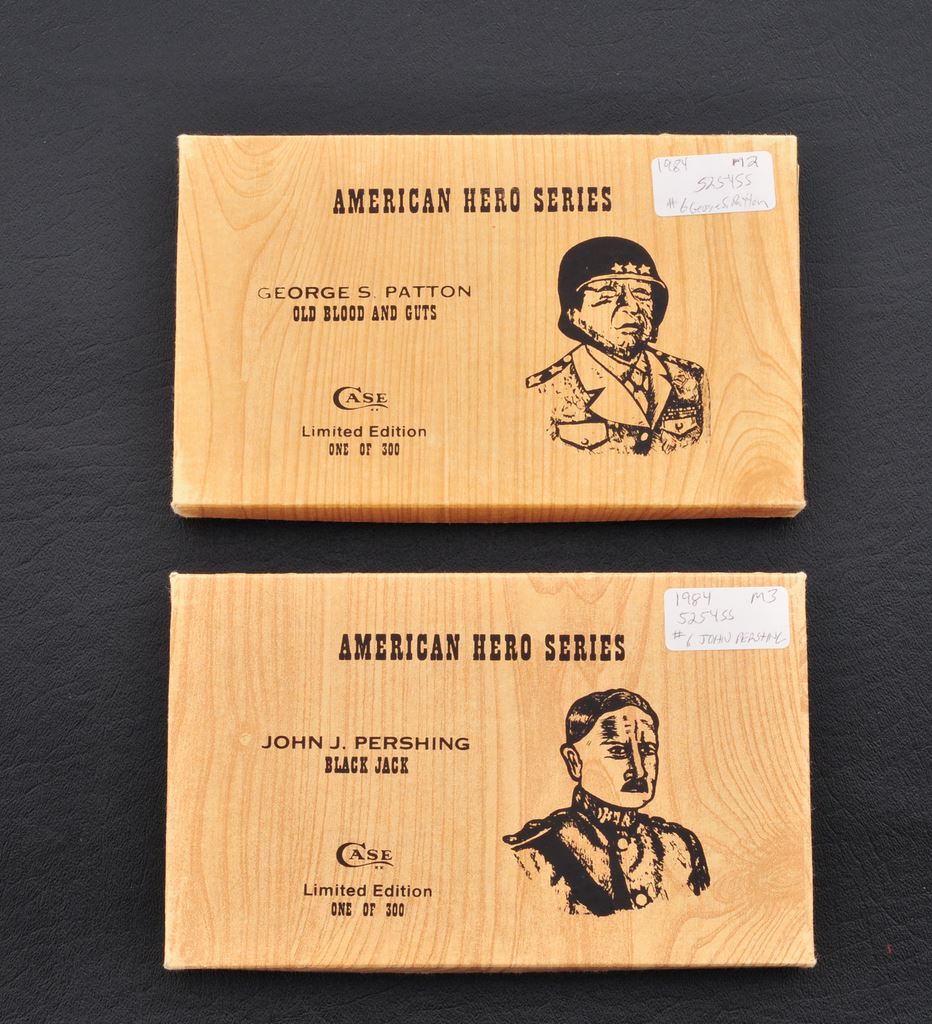 1984 M2
5254SS
# 6 George S. Patton
AMERICAN HERO SERIES
GEORGE S. PATTON
OLD BLOOD AND GUTS
CASE
Limited Edition
ONE OF 300
1984 M3
5254SS
# 6 JOHN PERSHING
AMERICAN HERO SERIES
JOHN J. PERSHING
BLACK JACK
CASE
Limited Edition
ONE OF 300